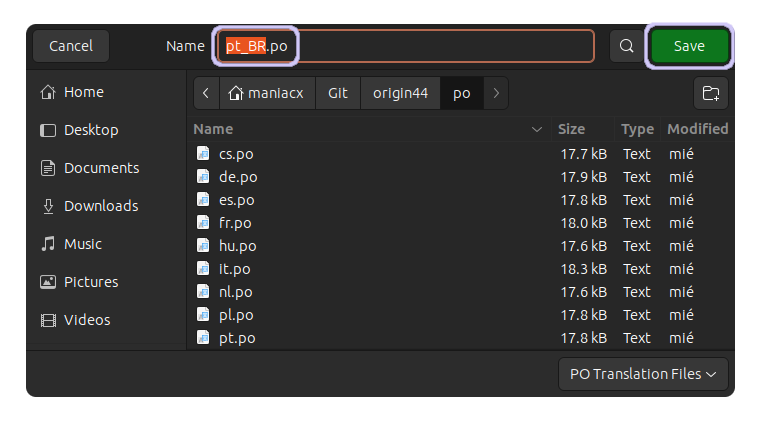 Cancel Name pt_BR.po Save
Home
Desktop
Documents
Downloads
Music
Pictures
Videos
maniacx Git origin44 po
Name Size Type Modified
cs.po 17.7 kB Text mié
de.po 17.9 kB Text mié
es.po 17.8 kB Text mié
fr.po 18.0 kB Text mié
hu.po 17.6 kB Text mié
it.po 18.3 kB Text mié
nl.po 17.6 kB Text mié
pl.po 17.8 kB Text mié
pt.po 17.8 kB Text mié
PO Translation Files